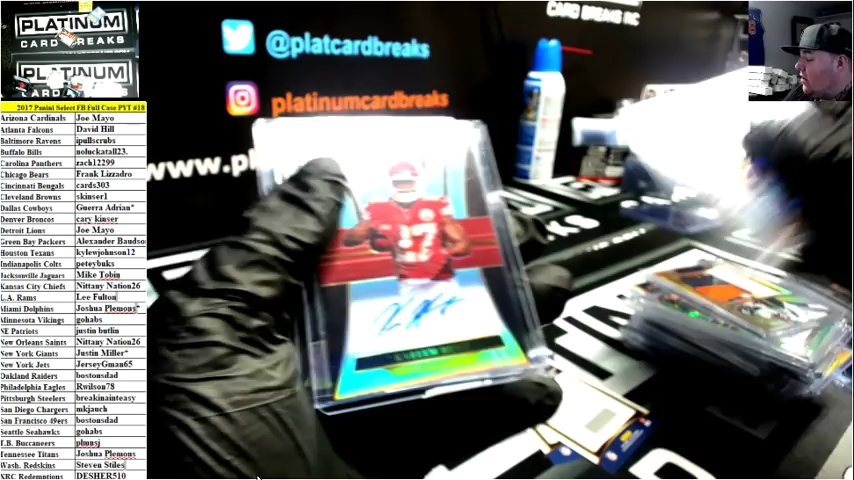 PLATINUM
CARD BREAKS
PLATINUM
CARD BREAKS INC
@platcardbreaks
platinumcardbreaks
www.pl
2017 Panini Select FB Full Case PYT #18
Arizona Cardinals Joe Mayo
Atlanta Falcons David Hill
Baltimore Ravens ipullscrubs
Buffalo Bills noluckatall23.
Carolina Panthers zach12299
Chicago Bears Frank Lizzadro
Cincinnati Bengals cards303
Cleveland Browns skinser1
Dallas Cowboys Guerra Adrian*
Denver Broncos cary kinser
Detroit Lions Joe Mayo
Green Bay Packers Alexander Baudso
Houston Texans kylewjohnson12
Indianapolis Colts peteybuks
Jacksonville Jaguars Mike Tobin
Kansas City Chiefs Nittany Nation26
L.A. Rams Lee Fulton
Miami Dolphins Joshua Plemons*
Minnesota Vikings gohabs
NE Patriots justin butlin
New Orleans Saints Nittany Nation26
New York Giants Justin Miller*
New York Jets JerseyGman65
Oakland Raiders bostonsdad
Philadelphia Eagles Rwilson78
Pittsburgh Steelers breakinainteasy
San Diego Chargers mkjauch
San Francisco 49ers bostonsdad
Seattle Seahawks gohabs
T.B. Buccaneers
Tennessee Titans Joshua Plemons
Wash. Redskins Steven Stiles
XRC Redemptions DESHER510